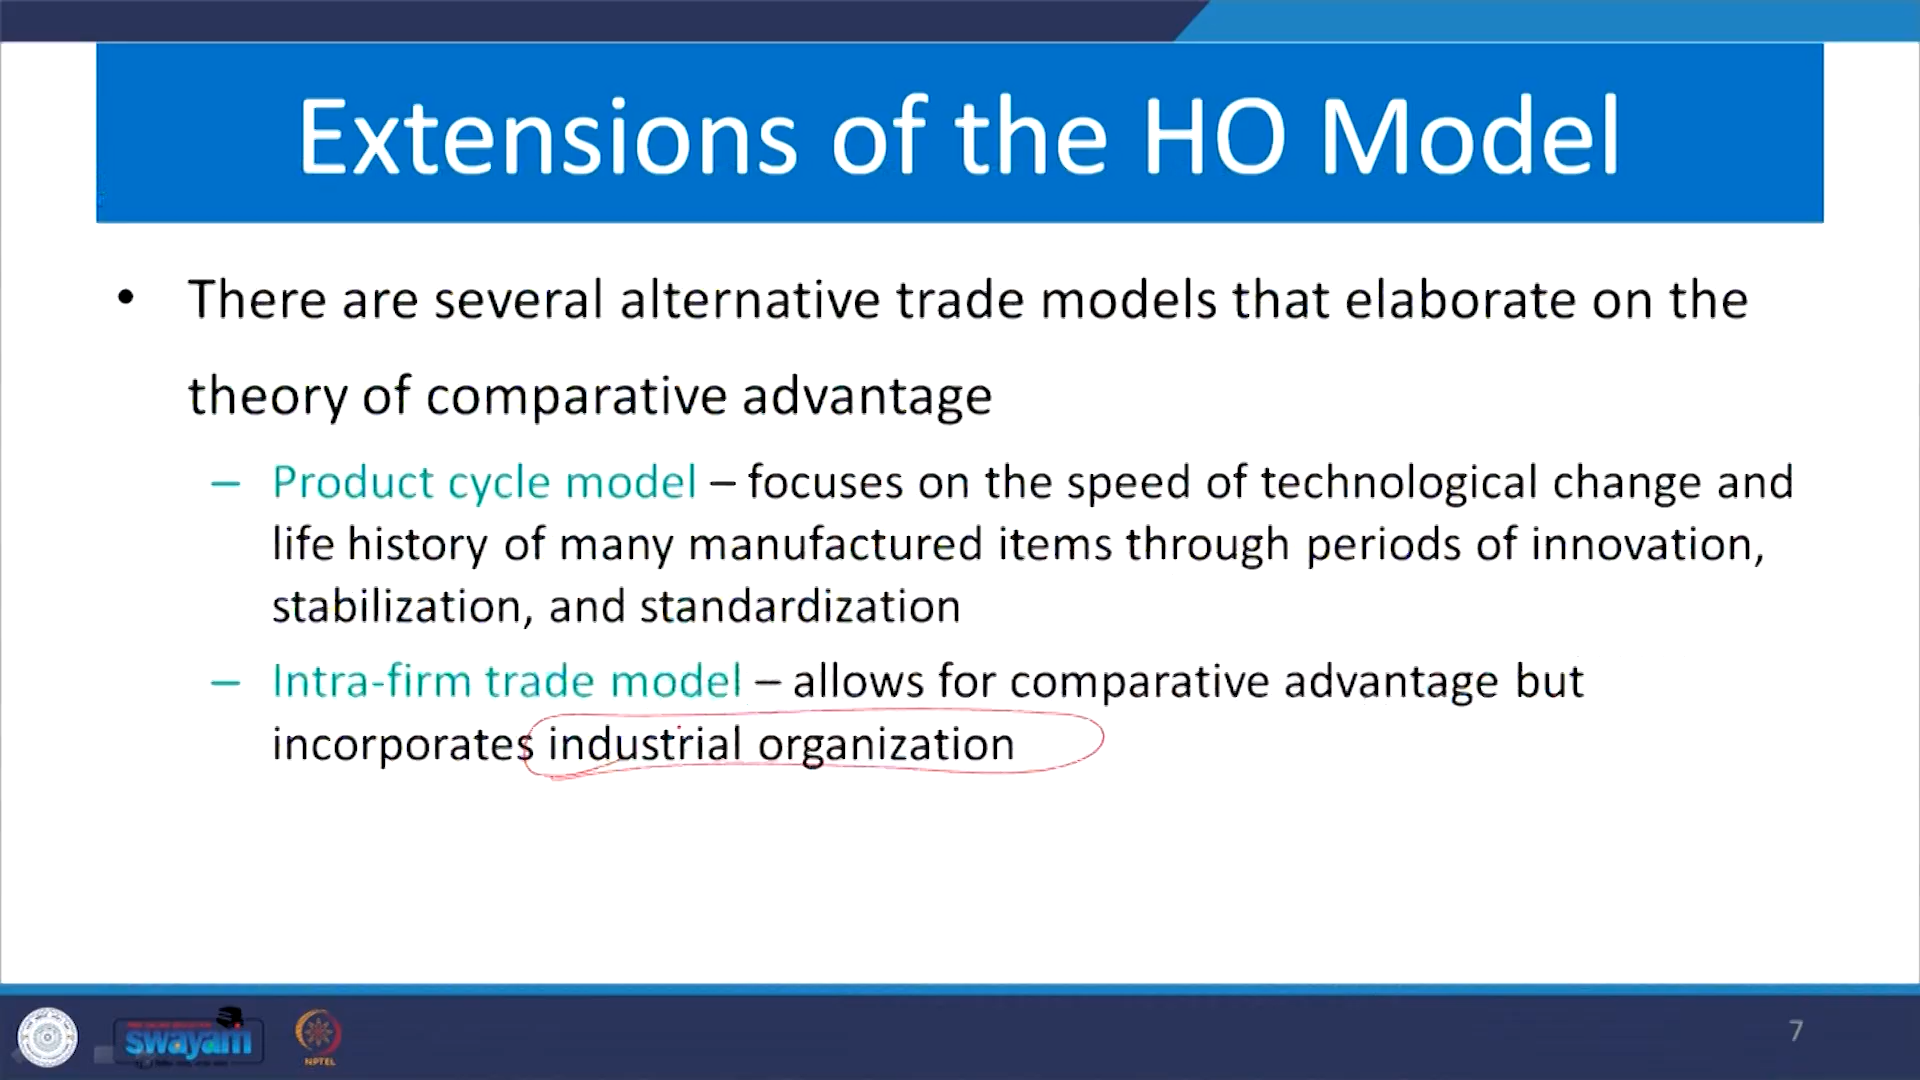 Extensions of the HO Model
• There are several alternative trade models that elaborate on the
theory of comparative advantage
– Product cycle model – focuses on the speed of technological change and
life history of many manufactured items through periods of innovation,
stabilization, and standardization
– Intra-firm trade model – allows for comparative advantage but
incorporates industrial organization
swayam
NPTEL
7